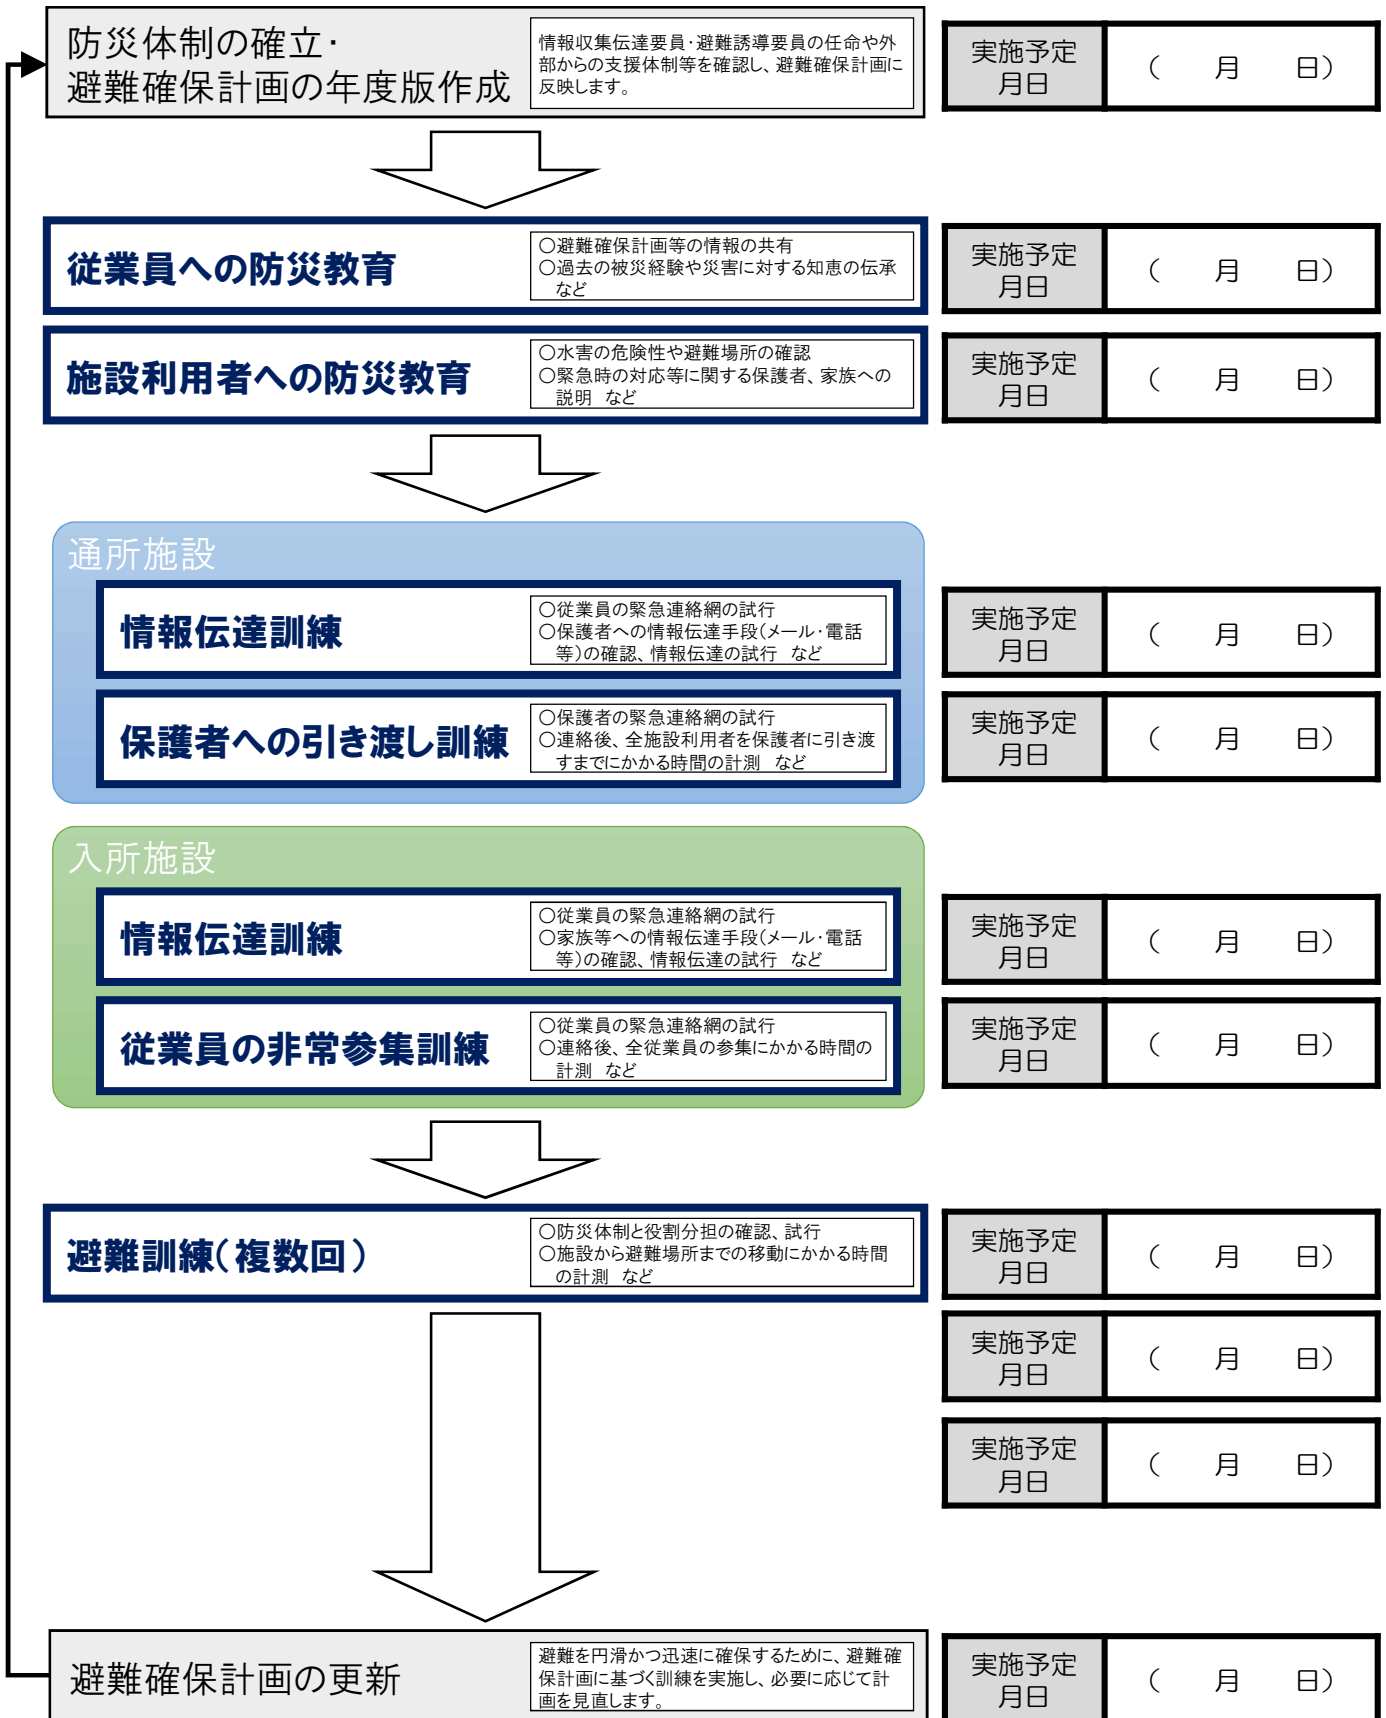 防災体制の確立・
避難確保計画の年度版作成
情報収集伝達要員・避難誘導要員の任命や外
部からの支援体制等を確認し、避難確保計画に
反映します。
実施予定
月日
（　月　日）
従業員への防災教育
○避難確保計画等の情報の共有
○過去の被災経験や災害に対する知恵の伝承
など
実施予定
月日
（　月　日）
施設利用者への防災教育
○水害の危険性や避難場所の確認
○緊急時の対応等に関する保護者、家族への
説明　など
実施予定
月日
（　月　日）
通所施設
情報伝達訓練
○従業員の緊急連絡網の試行
○保護者への情報伝達手段（メール・電話
等）の確認、情報伝達の試行　など
実施予定
月日
（　月　日）
保護者への引き渡し訓練
○保護者の緊急連絡網の試行
○連絡後、全施設利用者を保護者に引き渡
すまでにかかる時間の計測　など
実施予定
月日
（　月　日）
入所施設
情報伝達訓練
○従業員の緊急連絡網の試行
○家族等への情報伝達手段（メール・電話
等）の確認、情報伝達の試行　など
実施予定
月日
（　月　日）
従業員の非常参集訓練
○従業員の緊急連絡網の試行
○連絡後、全従業員の参集にかかる時間の
計測　など
実施予定
月日
（　月　日）
避難訓練（複数回）
○防災体制と役割分担の確認、試行
○施設から避難場所までの移動にかかる時間
の計測　など
実施予定
月日
（　月　日）
実施予定
月日
（　月　日）
実施予定
月日
（　月　日）
避難確保計画の更新
避難を円滑かつ迅速に確保するために、避難確
保計画に基づく訓練を実施し、必要に応じて計
画を見直します。
実施予定
月日
（　月　日）